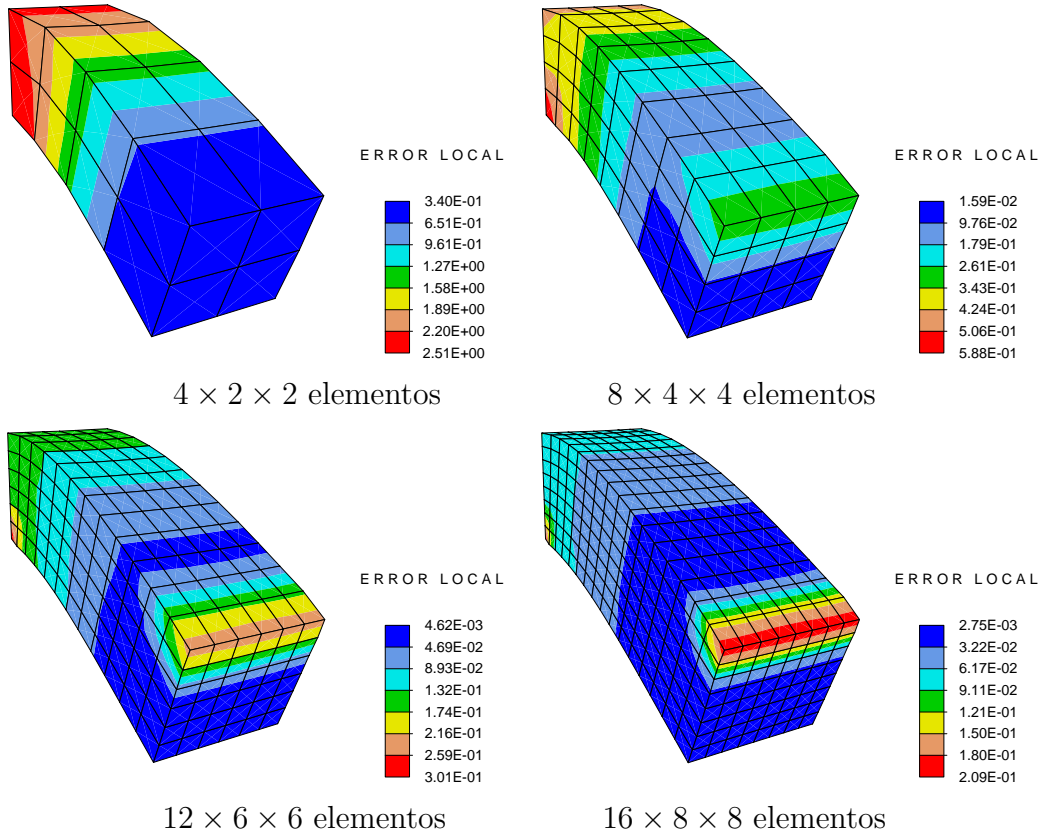 ERROR LOCAL
3.40E-01
6.51E-01
9.61E-01
1.27E+00
1.58E+00
1.89E+00
2.20E+00
2.51E+00
4 × 2 × 2 elementos
ERROR LOCAL
1.59E-02
9.76E-02
1.79E-01
2.61E-01
3.43E-01
4.24E-01
5.06E-01
5.88E-01
8 × 4 × 4 elementos
ERROR LOCAL
4.62E-03
4.69E-02
8.93E-02
1.32E-01
1.74E-01
2.16E-01
2.59E-01
3.01E-01
12 × 6 × 6 elementos
ERROR LOCAL
2.75E-03
3.22E-02
6.17E-02
9.11E-02
1.21E-01
1.50E-01
1.80E-01
2.09E-01
16 × 8 × 8 elementos